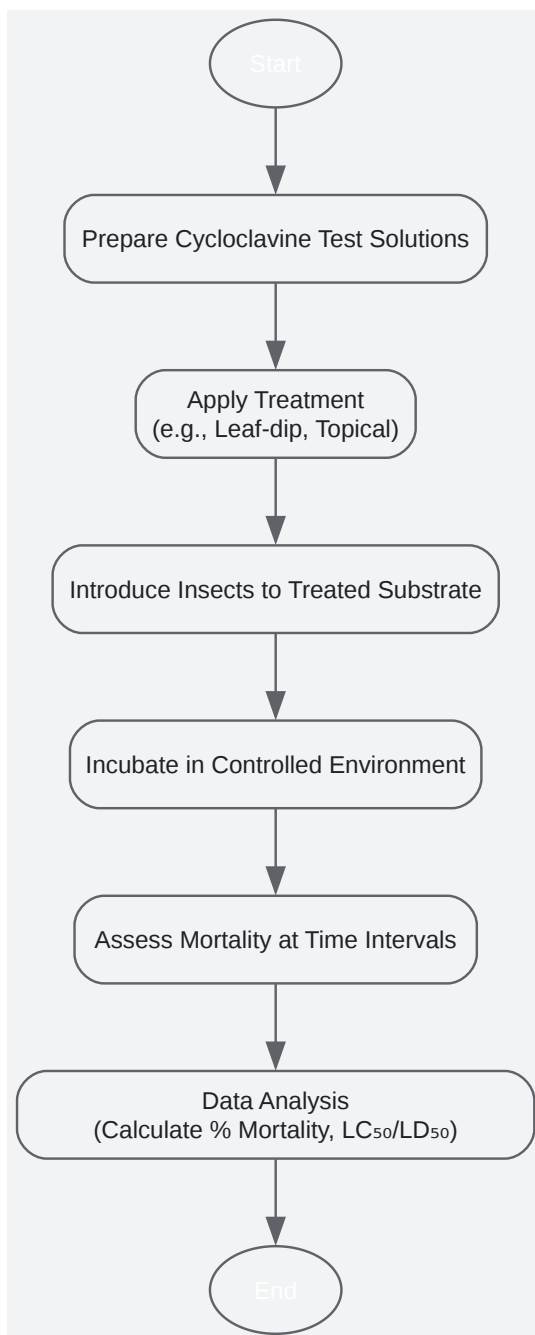 Start
Prepare Cycloclavine Test Solutions
Apply Treatment
(e.g., Leaf-dip, Topical)
Introduce Insects to Treated Substrate
Incubate in Controlled Environment
Assess Mortality at Time Intervals
Data Analysis
(Calculate % Mortality, LC₅₀/LD₅₀)
End